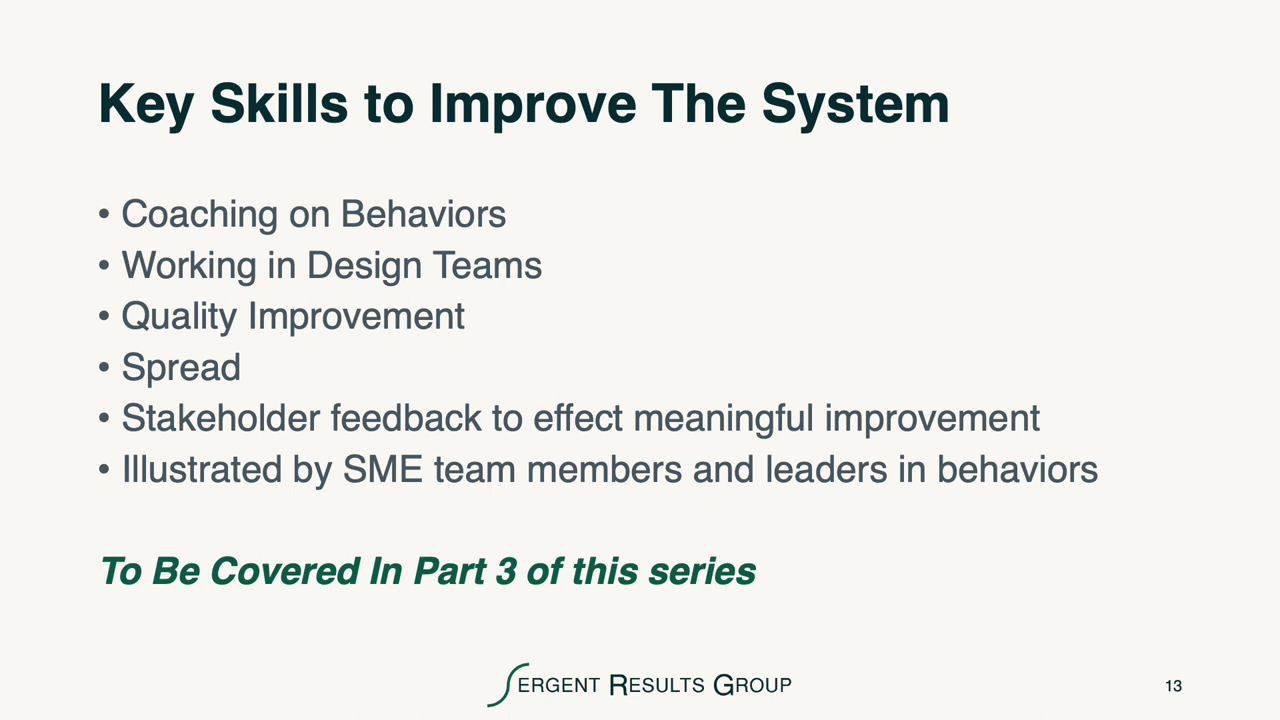 Key Skills to Improve The System
• Coaching on Behaviors
• Working in Design Teams
• Quality Improvement
• Spread
• Stakeholder feedback to effect meaningful improvement
• Illustrated by SME team members and leaders in behaviors
To Be Covered In Part 3 of this series
SERGENT RESULTS GROUP
13